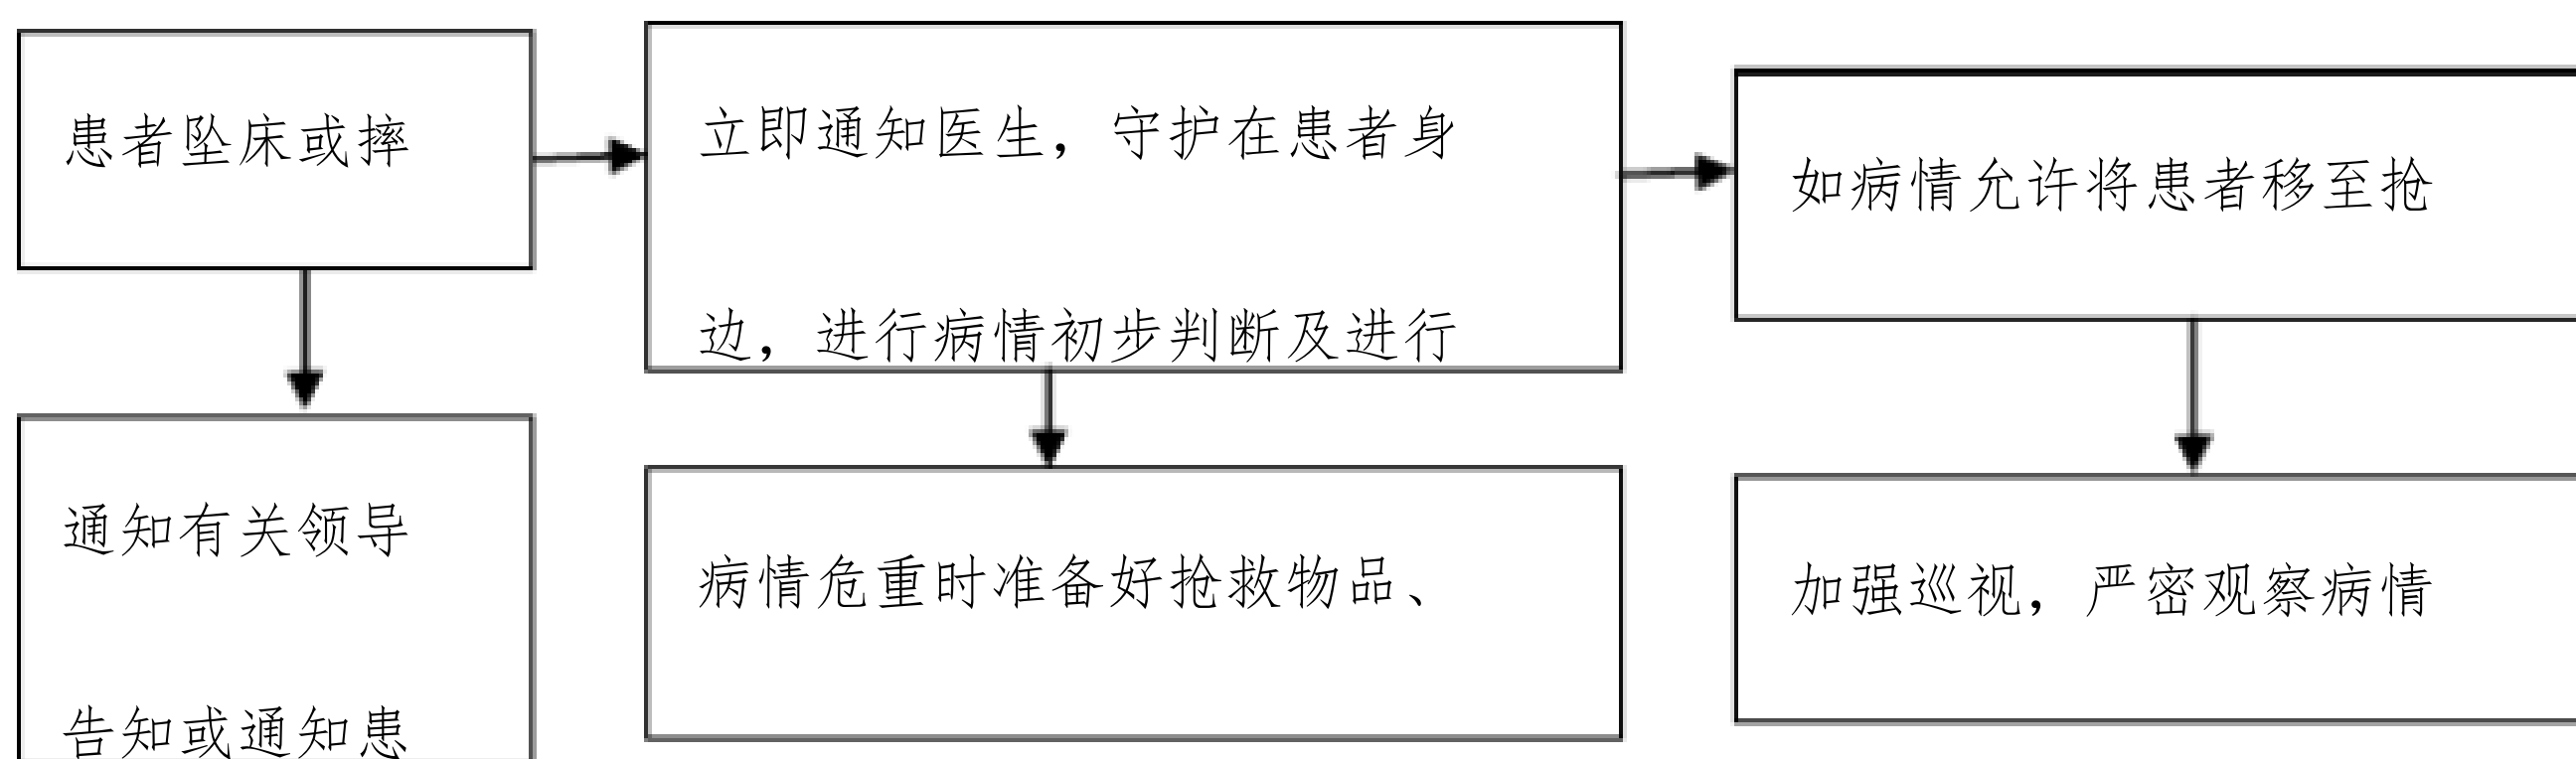 患者坠床或摔
立即通知医生，守护在患者身
边，进行病情初步判断及进行
如病情允许将患者移至抢
通知有关领导
告知或通知患
病情危重时准备好抢救物品、
加强巡视，严密观察病情